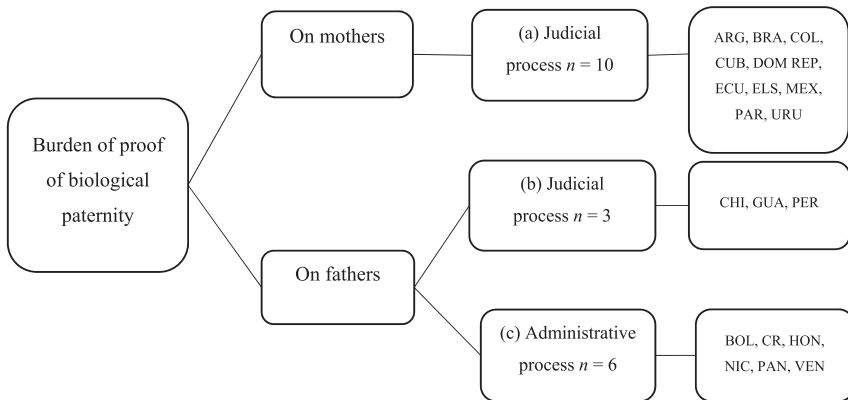 Burden of proof
of biological
paternity
On mothers
(a) Judicial
process n = 10
ARG, BRA, COL,
CUB, DOM REP,
ECU, ELS, MEX,
PAR, URU
On fathers
(b) Judicial
process n = 3
CHI, GUA, PER
(c) Administrative
process n = 6
BOL, CR, HON,
NIC, PAN, VEN